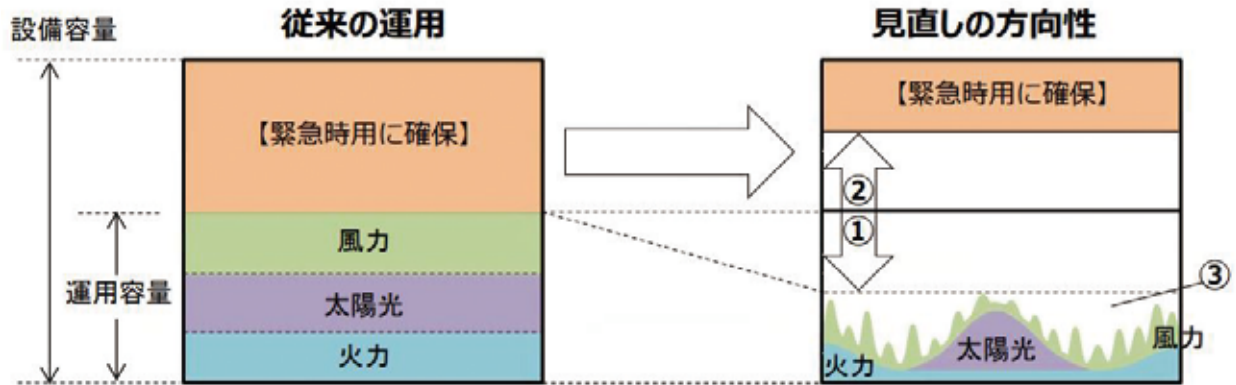 設備容量
従来の運用
見直しの方向性
【緊急時用に確保】
【緊急時用に確保】
②
①
③
運用容量
風力
太陽光
火力
火力
太陽光
風力